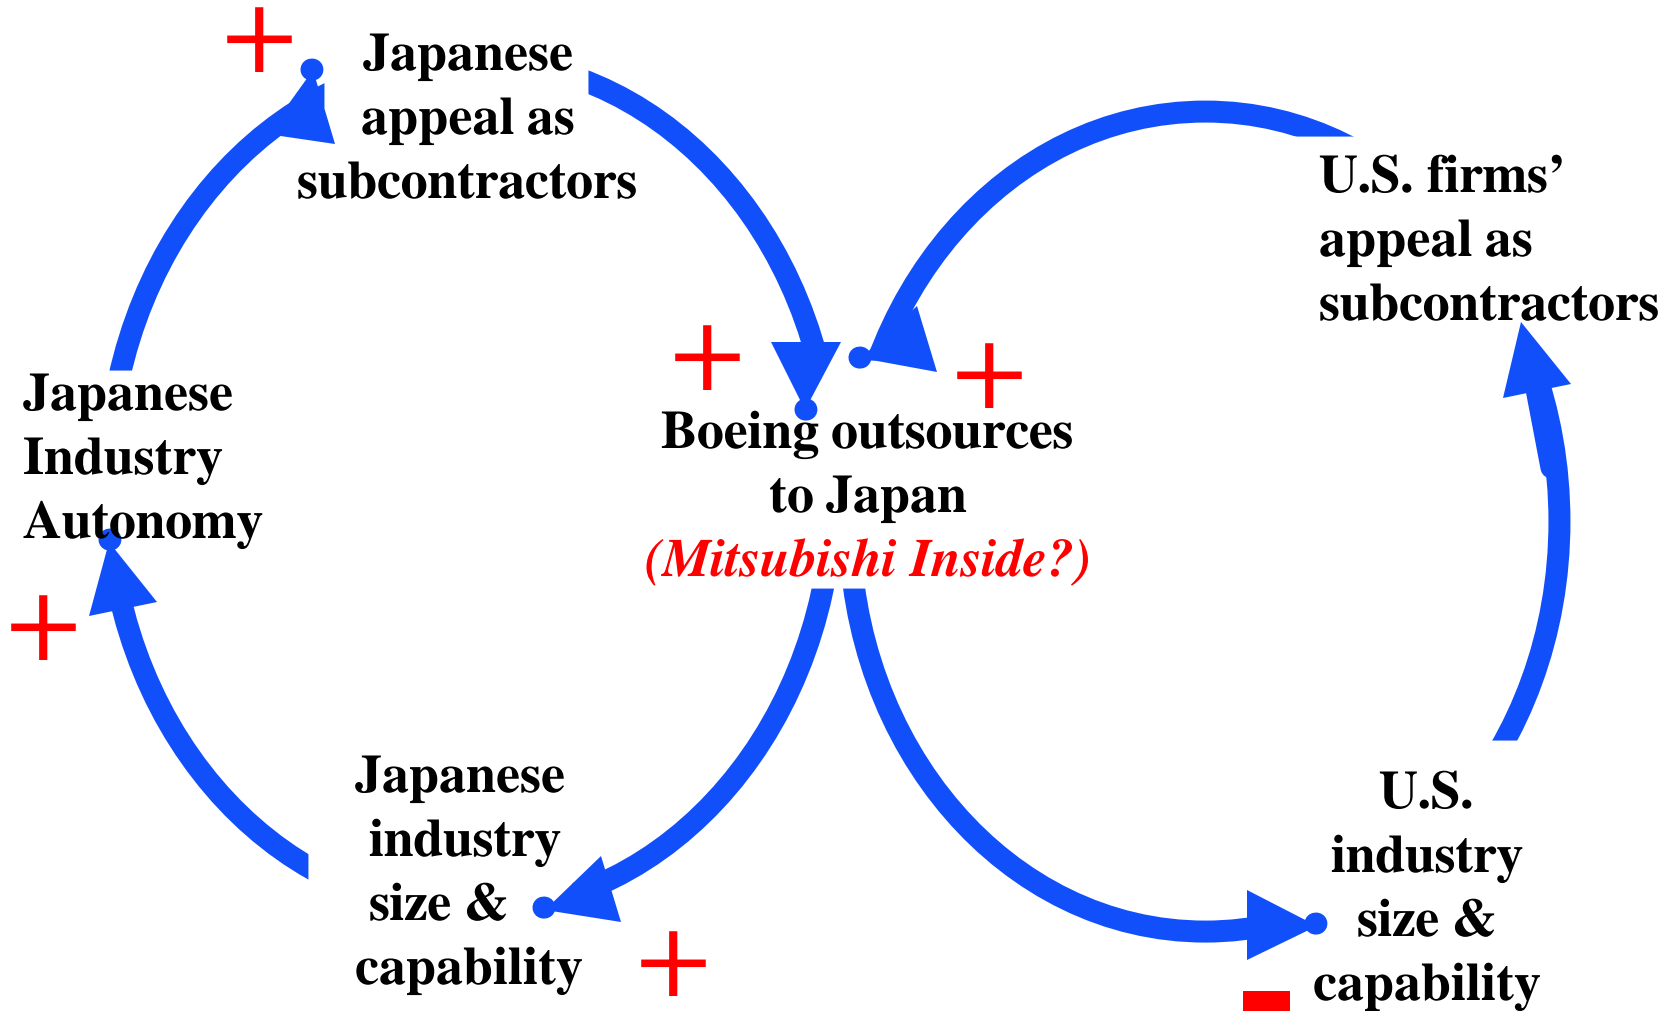 +
Japanese
appeal as
subcontractors
U.S. firms’
appeal as
subcontractors
+
+
Japanese
Industry
Autonomy
Boeing outsources
to Japan
(Mitsubishi Inside?)
+
Japanese
industry
size &
capability
+
U.S.
industry
size &
capability
-